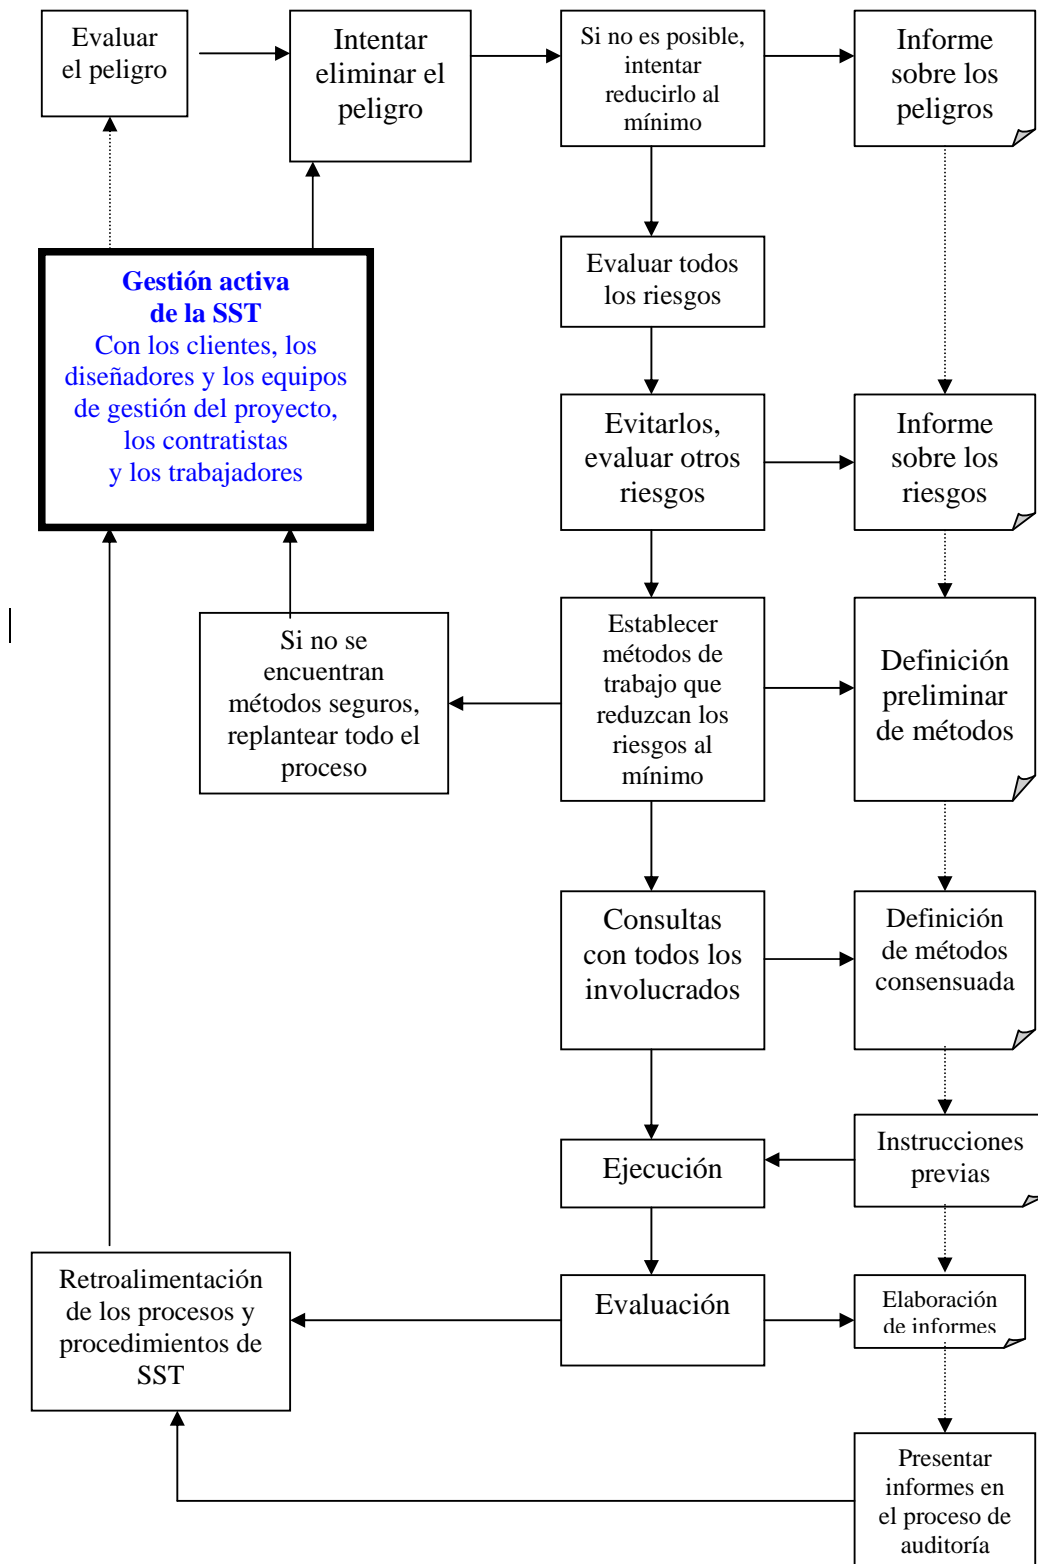 Evaluar
el peligro
Intentar
eliminar el
peligro
Si no es posible,
intentar
reducirlo al
mínimo
Informe
sobre los
peligros
Evaluar todos
los riesgos
Gestión activa
de la SST
Con los clientes, los
diseñadores y los equipos
de gestión del proyecto,
los contratistas
y los trabajadores
Evitarlos,
evaluar otros
riesgos
Informe
sobre los
riesgos
Si no se
encuentran
métodos seguros,
replantear todo el
proceso
Establecer
métodos de
trabajo que
reduzcan los
riesgos al
mínimo
Definición
preliminar
de métodos
Consultas
con todos los
involucrados
Definición
de métodos
consensuada
Ejecución
Instrucciones
previas
Retroalimentación
de los procesos y
procedimientos de
SST
Evaluación
Elaboración
de informes
Presentar
informes en
el proceso de
auditoría